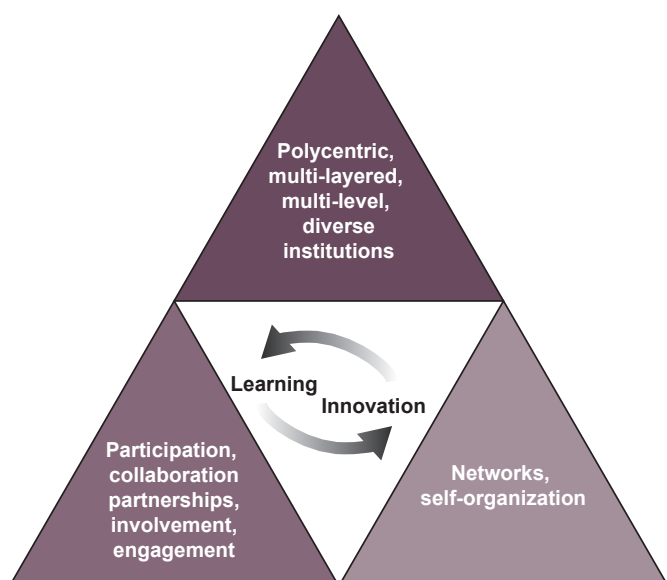 Polycentric,
multi-layered,
multi-level,
diverse
institutions
Learning
Innovation
Participation,
collaboration
partnerships,
involvement,
engagement
Networks,
self-organization